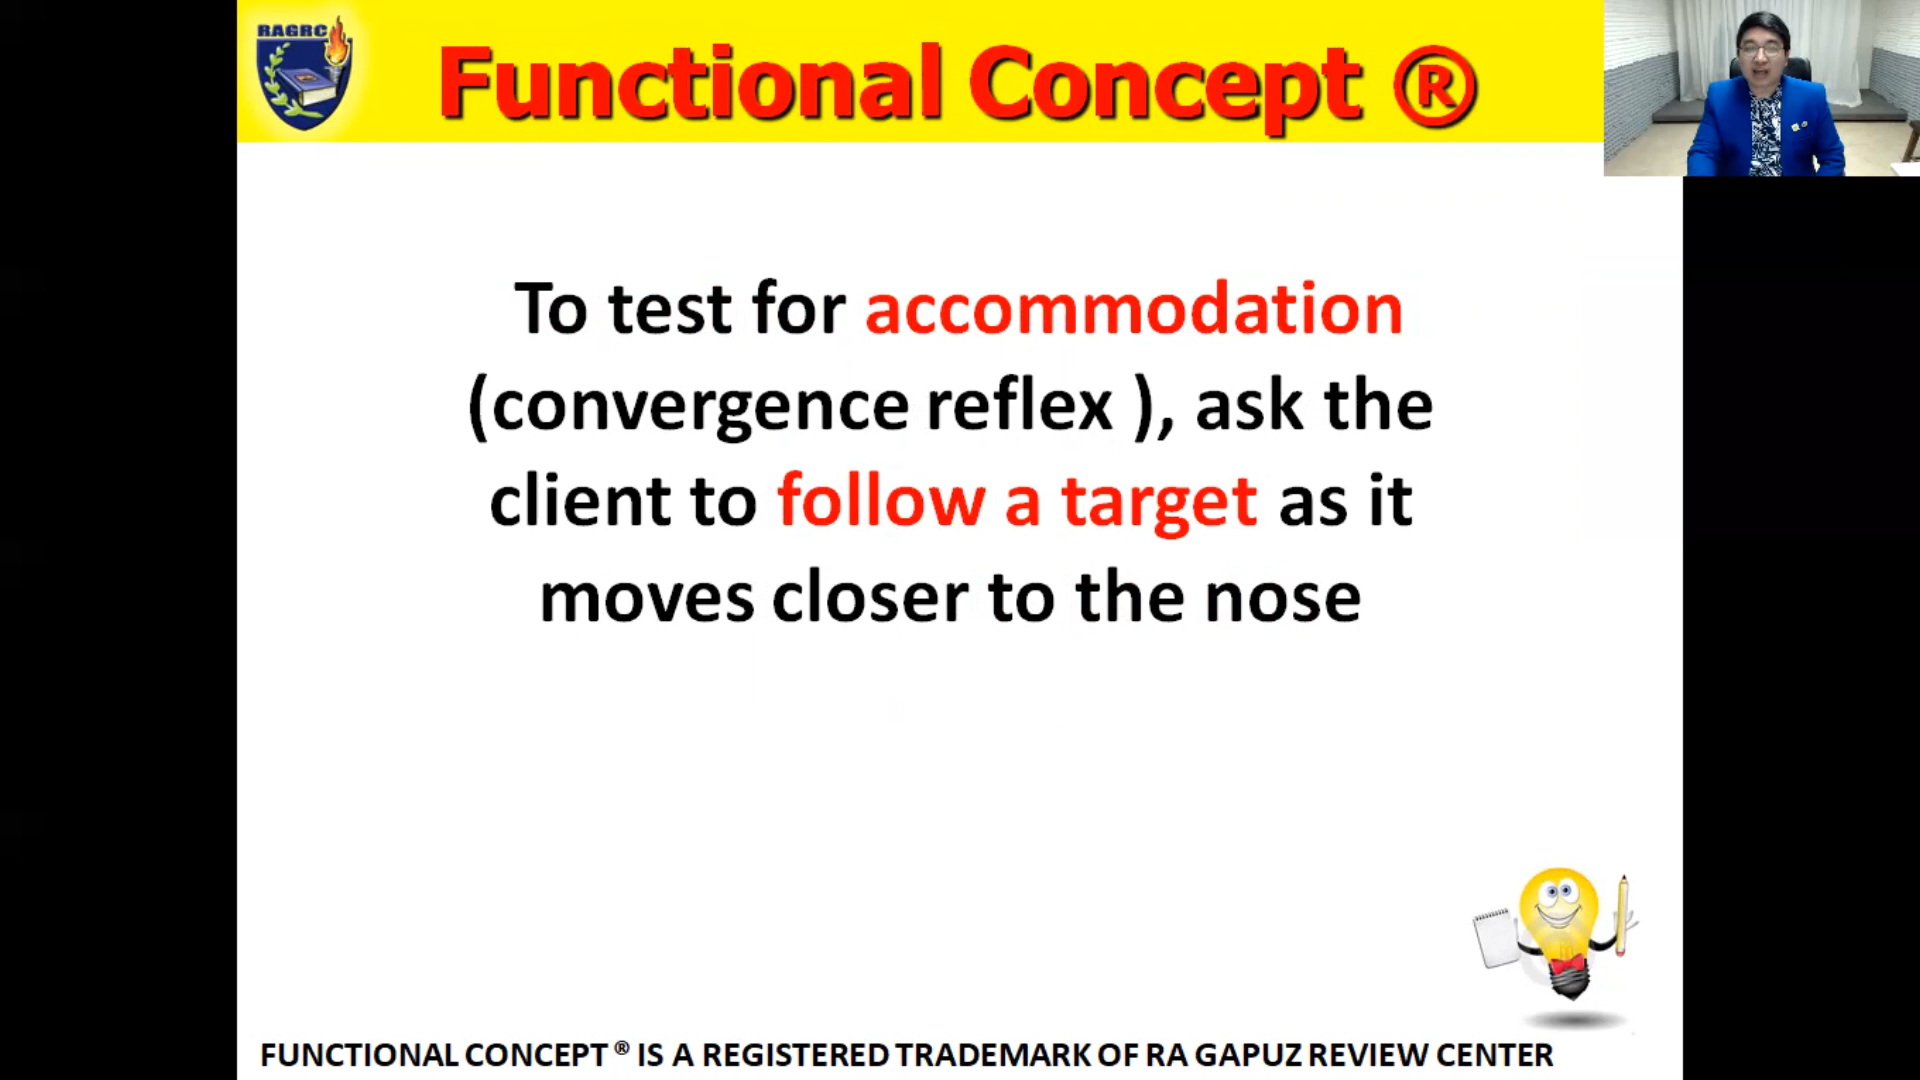 RAGRC
Functional Concept ®
To test for accommodation
(convergence reflex ), ask the
client to follow a target as it
moves closer to the nose
FUNCTIONAL CONCEPT ® IS A REGISTERED TRADEMARK OF RA GAPUZ REVIEW CENTER